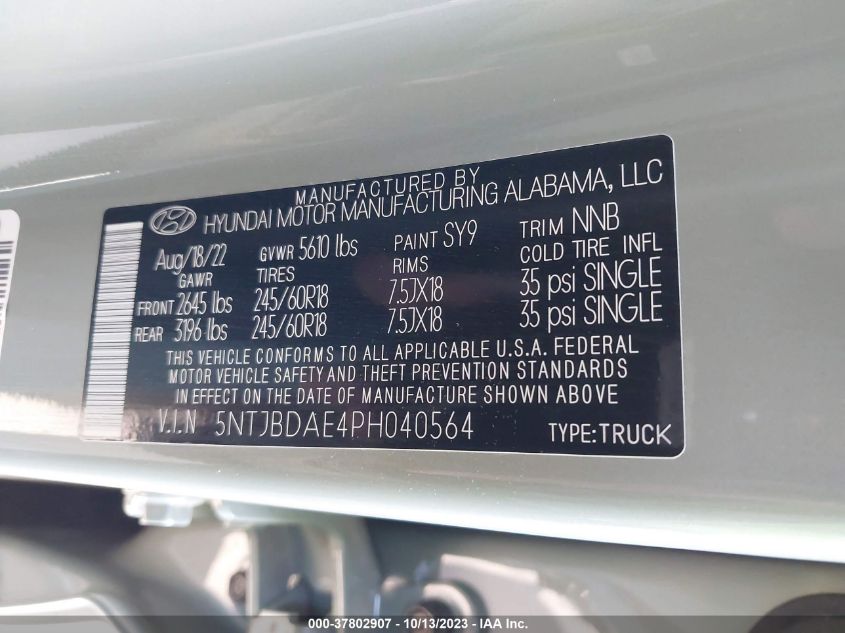 MANUFACTURED BY
HYUNDAI MOTOR MANUFACTURING ALABAMA, LLC
Aug/18/22 GVWR 5610 lbs PAINT SY9 TRIM NNB
GAWR TIRES RIMS COLD TIRE INFL
FRONT 2645 lbs 245/60R18 7.5JX18 35 psi SINGLE
REAR 3196 lbs 245/60R18 7.5JX18 35 psi SINGLE
THIS VEHICLE CONFORMS TO ALL APPLICABLE U.S.A. FEDERAL
MOTOR VEHICLE SAFETY AND THEFT PREVENTION STANDARDS
IN EFFECT ON THE DATE OF MANUFACTURE SHOWN ABOVE
V.I.N 5NTJBDAE4PH040564 TYPE:TRUCK
000-37802907 - 10/13/2023 - IAA Inc.